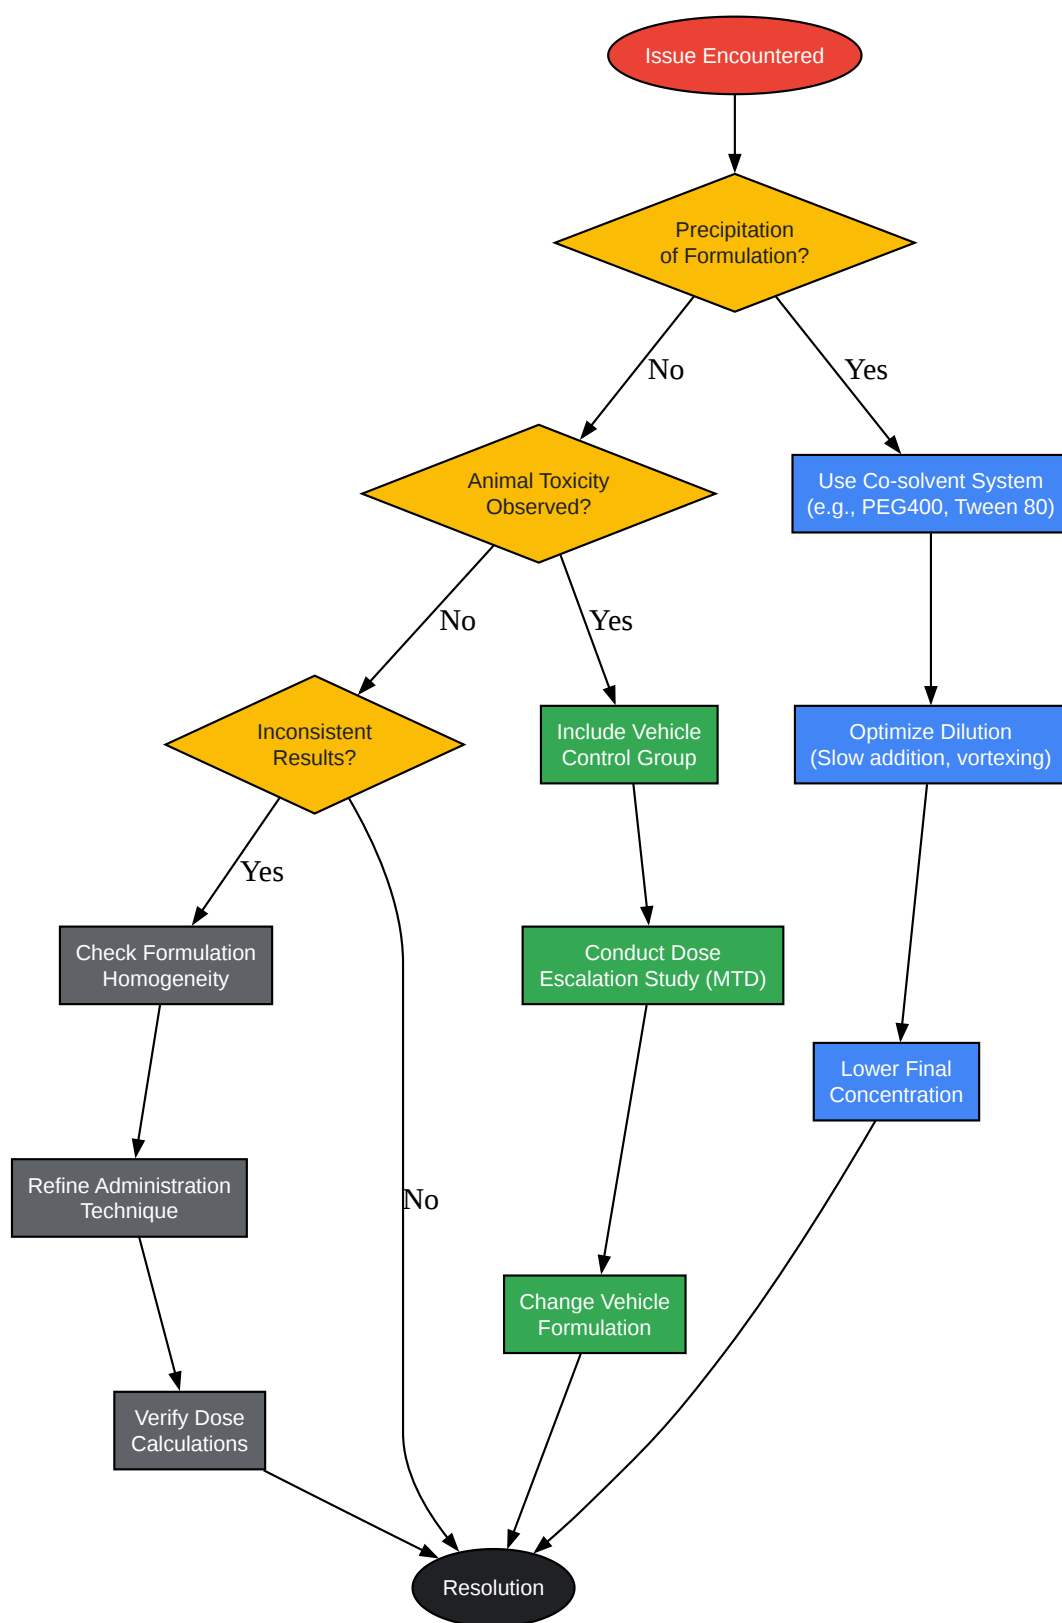 Issue Encountered
Precipitation
of Formulation?
No
Yes
Animal Toxicity
Observed?
Use Co-solvent System
(e.g., PEG400, Tween 80)
No
Yes
Inconsistent
Results?
Include Vehicle
Control Group
Optimize Dilution
(Slow addition, vortexing)
Yes
Check Formulation
Homogeneity
Conduct Dose
Escalation Study (MTD)
Lower Final
Concentration
Refine Administration
Technique
No
Change Vehicle
Formulation
Verify Dose
Calculations
Resolution